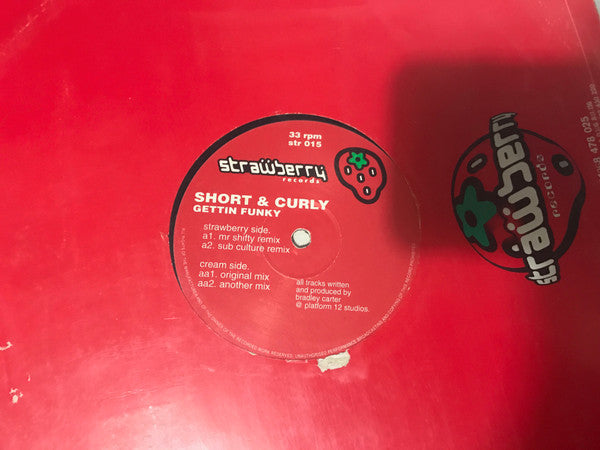 33 rpm
str 015
strawberry
records
SHORT & CURLY
GETTIN FUNKY
strawberry side.
a1. mr shifty remix
a2. sub culture remix
cream side.
aa1. original mix
aa2. another mix
all tracks written
and produced by
bradley carter
@ platform 12 studios.
strawberry
records
478 025